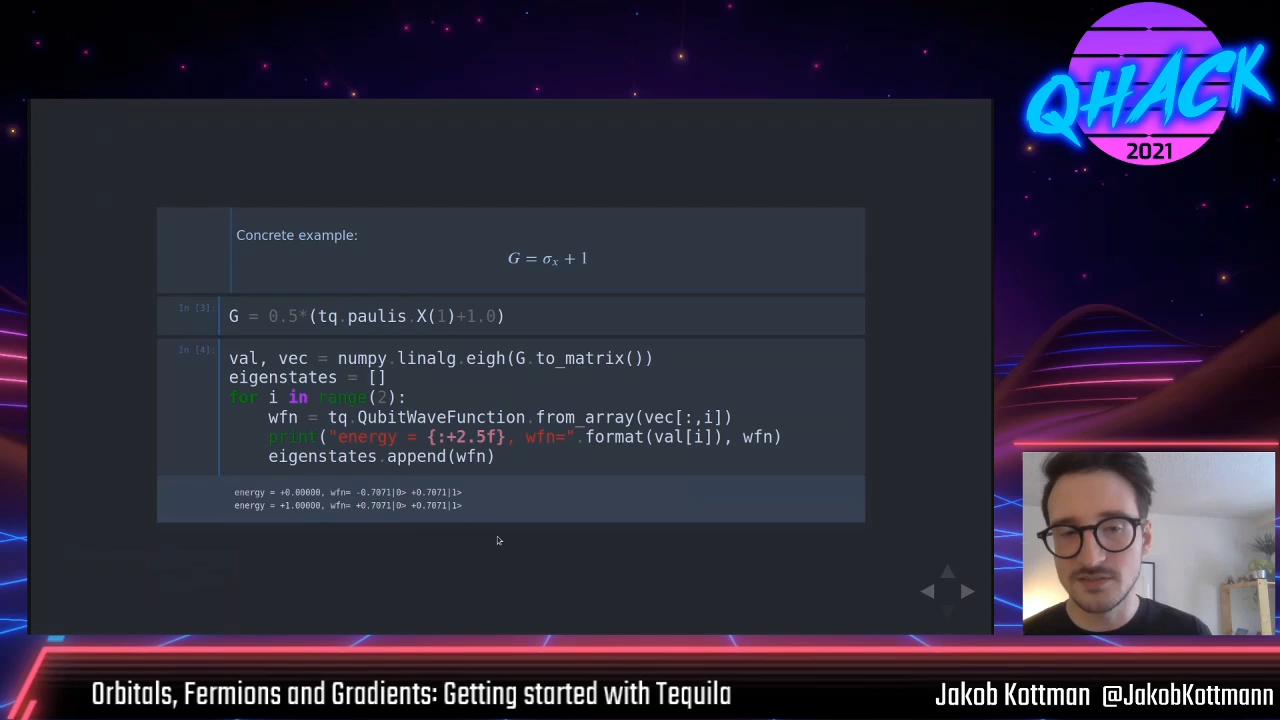 QHACK
2021
Concrete example:
G = σx + 1
In [3]:
G = 0.5*(tq.paulis.X(1)+1.0)
In [4]:
val, vec = numpy.linalg.eigh(G.to_matrix())
eigenstates = []
for i in range(2):
wfn = tq.QubitWaveFunction.from_array(vec[:,i])
print("energy = {:+2.5f}, wfn=".format(val[i]), wfn)
eigenstates.append(wfn)
energy = +0.00000, wfn= -0.7071|0> +0.7071|1>
energy = +1.00000, wfn= +0.7071|0> +0.7071|1>
Orbitals, Fermions and Gradients: Getting started with Tequila
Jakob Kottman @JakobKottmann